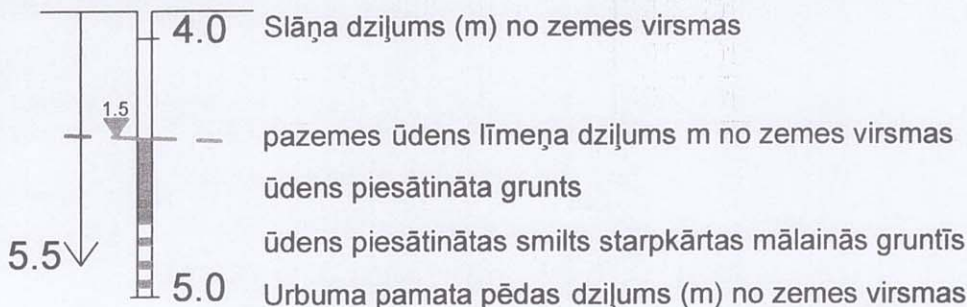 4.0 Slāņa dziļums (m) no zemes virsmas
1.5
pazemes ūdens līmeņa dziļums m no zemes virsmas
ūdens piesātināta grunts
ūdens piesātinātas smilts starpkārtas mālainās gruntīs
5.5
5.0 Urbuma pamata pēdas dziļums (m) no zemes virsmas